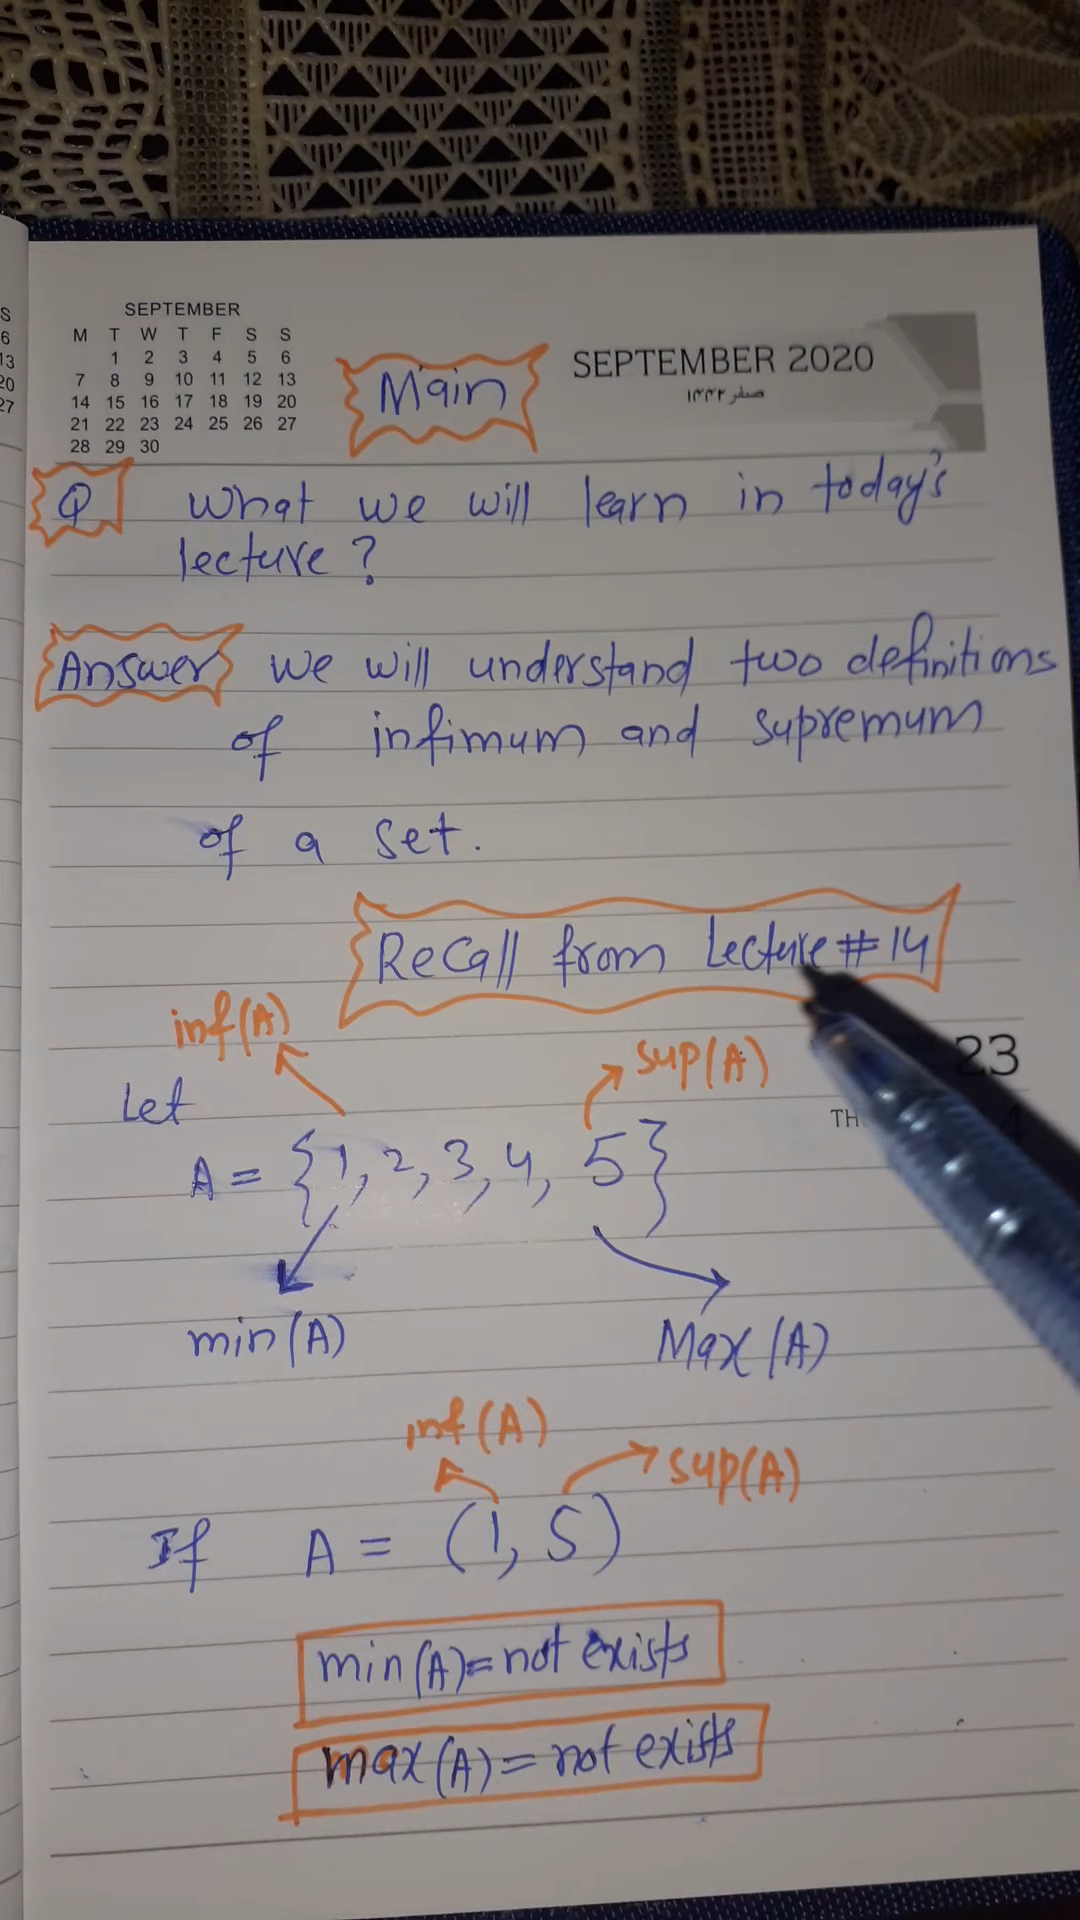 SEPTEMBER
M T W T F S S
1 2 3 4 5 6
7 8 9 10 11 12 13
14 15 16 17 18 19 20
21 22 23 24 25 26 27
28 29 30
S
6
13
20
27
Main
SEPTEMBER 2020
صفر ١٤٤٢
Q What we will learn in today's
lecture?
Answer we will understand two definitions
of infimum and supremum
of a set.
Recall from Lecture #14
23
TH
4
inf(A)
sup(A)
Let
A = {1, 2, 3, 4, 5}
min(A)
Max(A)
inf(A)
sup(A)
If A = (1, 5)
min(A)= not exists
max(A) = not exists